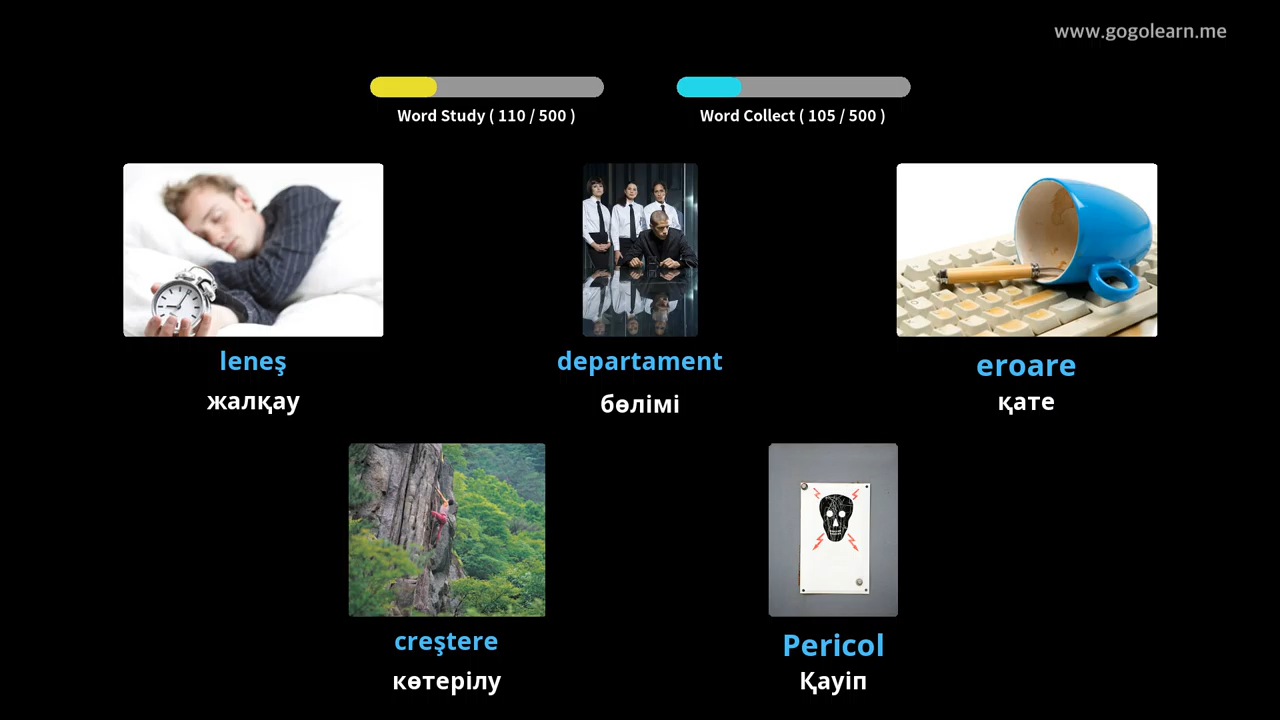 www.gogolearn.me
Word Study ( 110 / 500 )
Word Collect ( 105 / 500 )
leneş
жалқау
departament
бөлімі
eroare
қате
creştere
көтерілу
Pericol
Қауіп